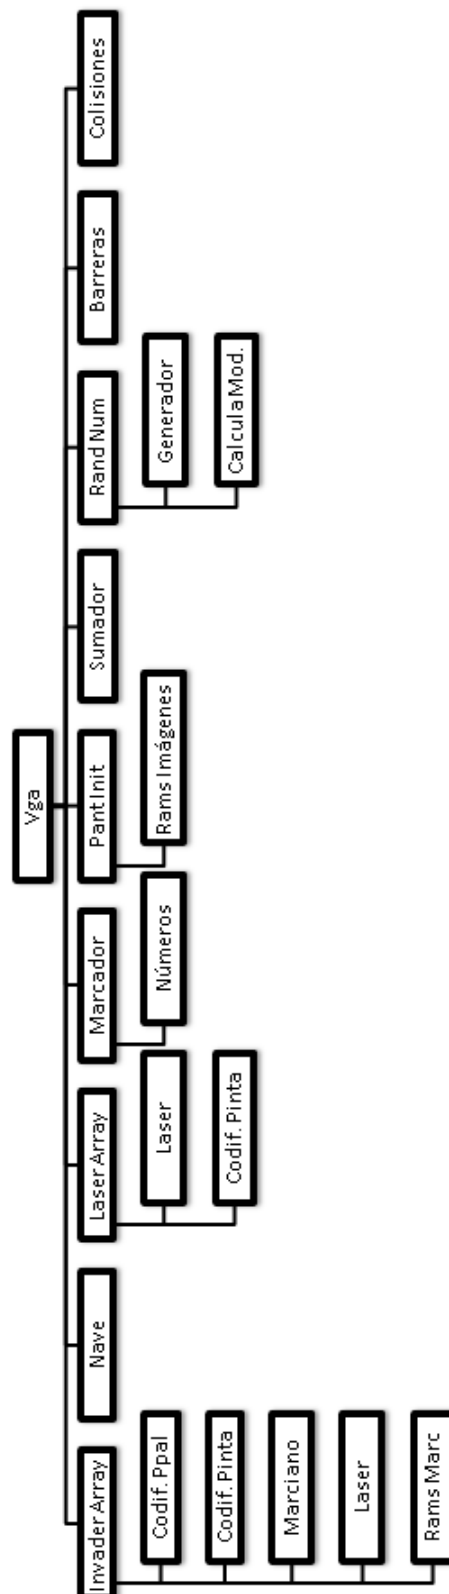 Vga
Invader Array
Nave
Laser Array
Marcador
Pant Init
Sumador
Rand Num
Barreras
Colisiones
Codif. Ppal
Codif. Pinta
Marciano
Laser
Rams Marc
Laser
Codif. Pinta
Números
Rams Imágenes
Generador
Calcula Mod.